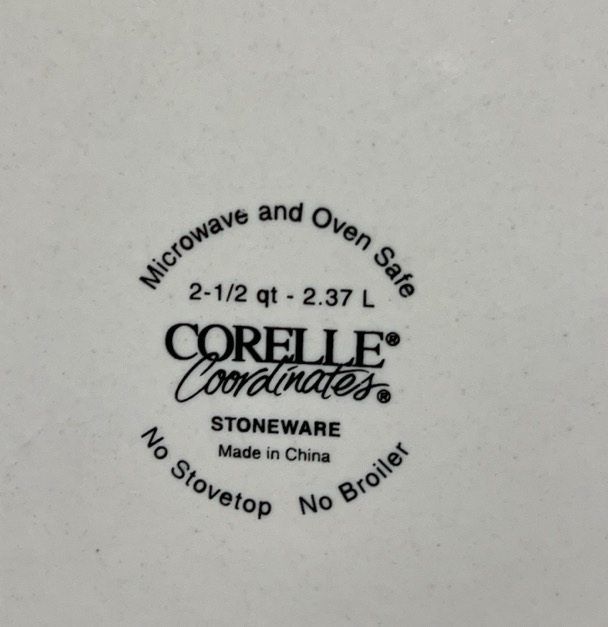 Microwave and Oven Safe
2-1/2 qt - 2.37 L
CORELLE®
Coordinates®
STONEWARE
Made in China
No Stovetop No Broiler